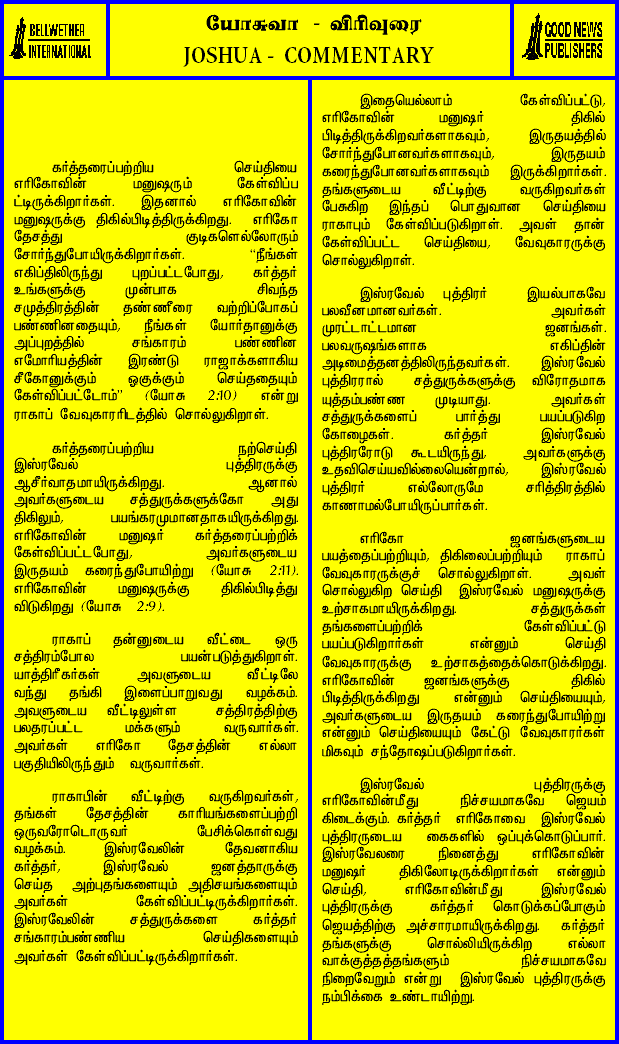 BELLWETHER
INTERNATIONAL
யோசுவா - விரிவுரை
JOSHUA - COMMENTARY
GOOD NEWS
PUBLISHERS
கர்த்தரைப்பற்றிய செய்தியை
எரிகோவின் மனுஷரும் கேள்விப்ப
ட்டிருக்கிறார்கள். இதனால் எரிகோவின்
மனுஷருக்கு திகில்பிடித்திருக்கிறது. எரிகோ
தேசத்து குடிகளெல்லோரும்
சோர்ந்துபோயிருக்கிறார்கள். "நீங்கள்
எகிப்திலிருந்து புறப்பட்டபோது, கர்த்தர்
உங்களுக்கு முன்பாக சிவந்த
சமுத்திரத்தின் தண்ணீரை வற்றிப்போகப்
பண்ணினதையும், நீங்கள் யோர்தானுக்கு
அப்புறத்தில் சங்காரம் பண்ணின
எமோரியத்தின் இரண்டு ராஜாக்களாகிய
சீகோனுக்கும் ஒகுக்கும் செய்ததையும்
கேள்விப்பட்டோம்" (யோசு 2:10) என்று
ராகாப் வேவுகாரரிடத்தில் சொல்லுகிறாள்.
கர்த்தரைப்பற்றிய நற்செய்தி
இஸ்ரவேல் புத்திரருக்கு
ஆசீர்வாதமாயிருக்கிறது. ஆனால்
அவர்களுடைய சத்துருக்களுக்கோ அது
திகிலும், பயங்கரமுமானதாகயிருக்கிறது.
எரிகோவின் மனுஷர் கர்த்தரைப்பற்றிக்
கேள்விப்பட்டபோது, அவர்களுடைய
இருதயம் கரைந்துபோயிற்று (யோசு 2:11).
எரிகோவின் மனுஷருக்கு திகில்பிடித்து
விடுகிறது (யோசு 2:9).
ராகாப் தன்னுடைய வீட்டை ஒரு
சத்திரம்போல பயன்படுத்துகிறாள்.
யாத்திரீகர்கள் அவளுடைய வீட்டிலே
வந்து தங்கி இளைப்பாறுவது வழக்கம்.
அவளுடைய வீட்டிலுள்ள சத்திரத்திற்கு
பலதரப்பட்ட மக்களும் வருவார்கள்.
அவர்கள் எரிகோ தேசத்தின் எல்லா
பகுதியிலிருந்தும் வருவார்கள்.
ராகாபின் வீட்டிற்கு வருகிறவர்கள்,
தங்கள் தேசத்தின் காரியங்களைப்பற்றி
ஒருவரோடொருவர் பேசிக்கொள்வது
வழக்கம். இஸ்ரவேலின் தேவனாகிய
கர்த்தர், இஸ்ரவேல் ஜனத்தாருக்கு
செய்த அற்புதங்களையும் அதிசயங்களையும்
அவர்கள் கேள்விப்பட்டிருக்கிறார்கள்.
இஸ்ரவேலின் சத்துருக்களை கர்த்தர்
சங்காரம்பண்ணிய செய்திகளையும்
அவர்கள் கேள்விப்பட்டிருக்கிறார்கள்.
இதையெல்லாம் கேள்விப்பட்டு,
எரிகோவின் மனுஷர் திகில்
பிடித்திருக்கிறவர்களாகவும், இருதயத்தில்
சோர்ந்துபோனவர்களாகவும், இருதயம்
கரைந்துபோனவர்களாகவும் இருக்கிறார்கள்.
தங்களுடைய வீட்டிற்கு வருகிறவர்கள்
பேசுகிற இந்தப் பொதுவான செய்தியை
ராகாபும் கேள்விப்படுகிறாள். அவள் தான்
கேள்விப்பட்ட செய்தியை, வேவுகாரருக்கு
சொல்லுகிறாள்.
இஸ்ரவேல் புத்திரர் இயல்பாகவே
பலவீனமானவர்கள். அவர்கள்
முரட்டாட்டமான ஜனங்கள்.
பலவருஷங்களாக எகிப்தின்
அடிமைத்தனத்திலிருந்தவர்கள். இஸ்ரவேல்
புத்திரரால் சத்துருக்களுக்கு விரோதமாக
யுத்தம்பண்ண முடியாது. அவர்கள்
சத்துருக்களைப் பார்த்து பயப்படுகிற
கோழைகள். கர்த்தர் இஸ்ரவேல்
புத்திரரோடு கூடயிருந்து, அவர்களுக்கு
உதவிசெய்யவில்லையென்றால், இஸ்ரவேல்
புத்திரர் எல்லோருமே சரித்திரத்தில்
காணாமல்போயிருப்பார்கள்.
எரிகோ ஜனங்களுடைய
பயத்தைப்பற்றியும், திகிலைப்பற்றியும் ராகாப்
வேவுகாரருக்குச் சொல்லுகிறாள். அவள்
சொல்லுகிற செய்தி இஸ்ரவேல் மனுஷருக்கு
உற்சாகமாயிருக்கிறது. சத்துருக்கள்
தங்களைப்பற்றிக் கேள்விப்பட்டு
பயப்படுகிறார்கள் என்னும் செய்தி
வேவுகாரருக்கு உற்சாகத்தைக்கொடுக்கிறது.
எரிகோவின் ஜனங்களுக்கு திகில்
பிடித்திருக்கிறது என்னும் செய்தியையும்,
அவர்களுடைய இருதயம் கரைந்துபோயிற்று
என்னும் செய்தியையும் கேட்டு வேவுகாரர்கள்
மிகவும் சந்தோஷப்படுகிறார்கள்.
இஸ்ரவேல் புத்திரருக்கு
எரிகோவின்மீது நிச்சயமாகவே ஜெயம்
கிடைக்கும். கர்த்தர் எரிகோவை இஸ்ரவேல்
புத்திரருடைய கைகளில் ஒப்புக்கொடுப்பார்.
இஸ்ரவேலரை நினைத்து எரிகோவின்
மனுஷர் திகிலோடிருக்கிறார்கள் என்னும்
செய்தி, எரிகோவின்மீது இஸ்ரவேல்
புத்திரருக்கு கர்த்தர் கொடுக்கப்போகும்
ஜெயத்திற்கு அச்சாரமாயிருக்கிறது. கர்த்தர்
தங்களுக்கு சொல்லியிருக்கிற எல்லா
வாக்குத்தத்தங்களும் நிச்சயமாகவே
நிறைவேறும் என்று இஸ்ரவேல் புத்திரருக்கு
நம்பிக்கை உண்டாயிற்று.